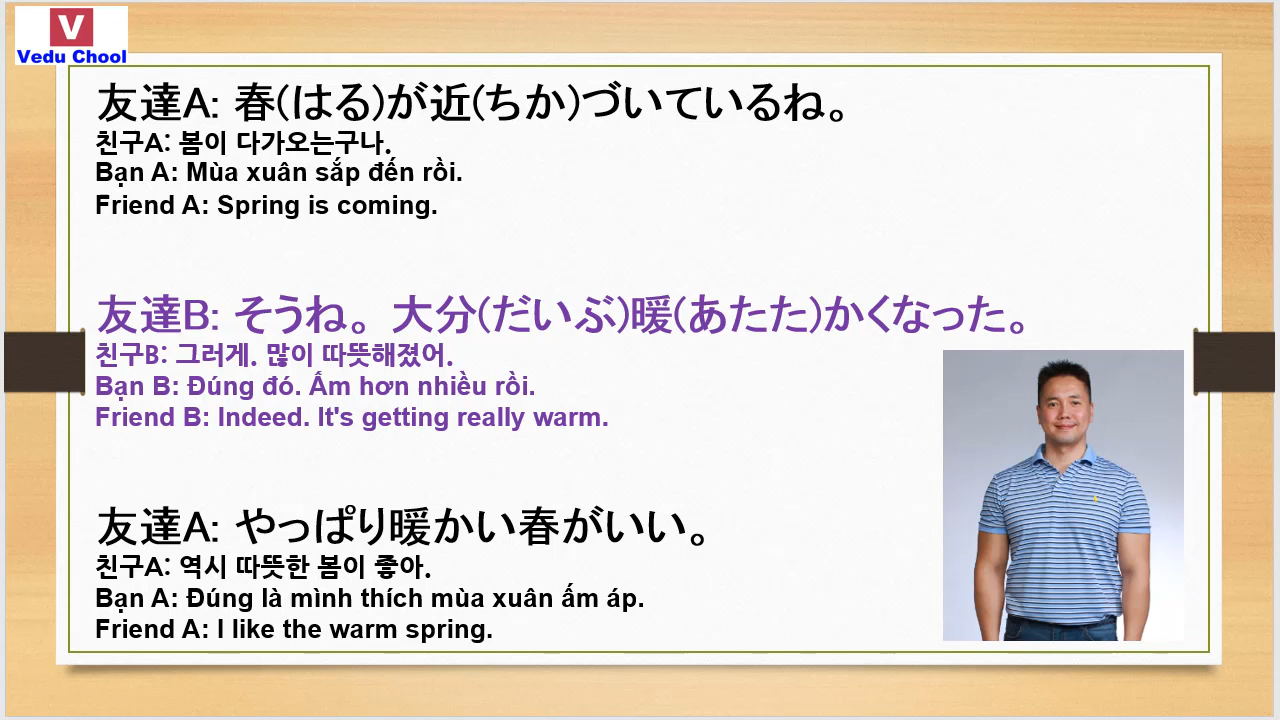 V
Vedu Chool
友達A: 春(はる)が近(ちか)づいているね。
친구A: 봄이 다가오는구나.
Bạn A: Mùa xuân sắp đến rồi.
Friend A: Spring is coming.
友達B: そうね。大分(だいぶ)暖(あたた)かくなった。
친구B: 그러게. 많이 따뜻해졌어.
Bạn B: Đúng đó. Ấm hơn nhiều rồi.
Friend B: Indeed. It's getting really warm.
友達A: やっぱり暖かい春がいい。
친구A: 역시 따뜻한 봄이 좋아.
Bạn A: Đúng là mình thích mùa xuân ấm áp.
Friend A: I like the warm spring.